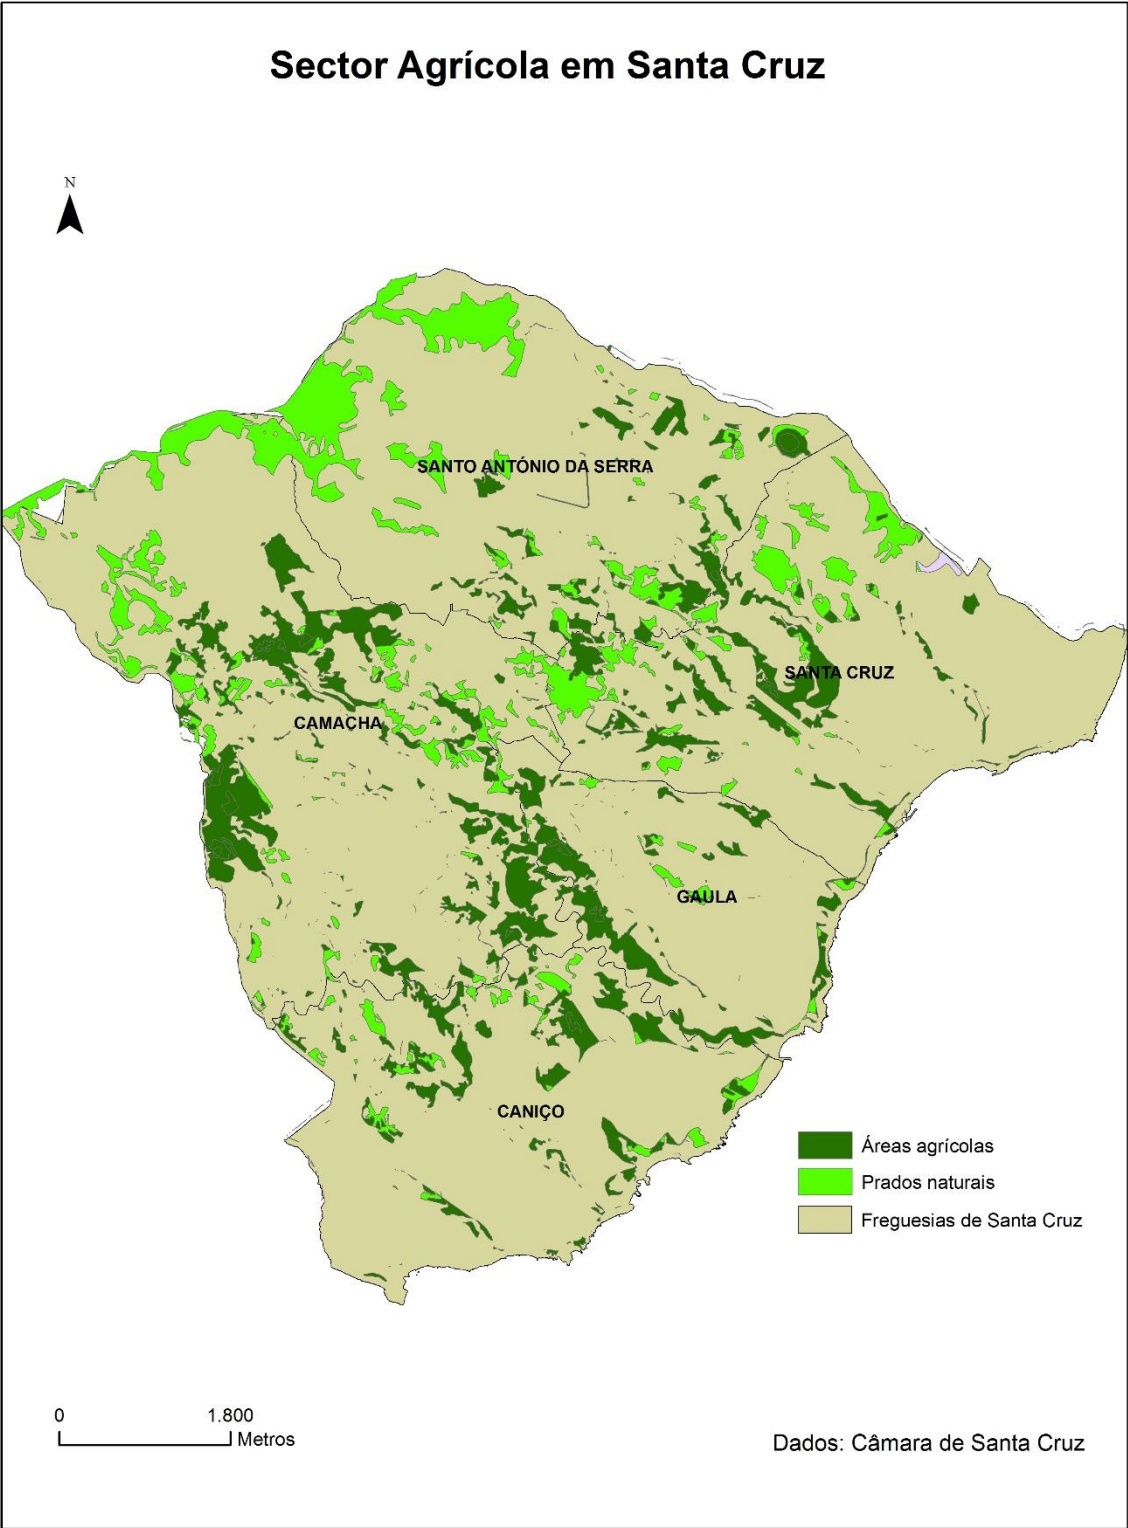 Sector Agrícola em Santa Cruz
N
SANTO ANTÓNIO DA SERRA
SANTA CRUZ
CAMACHA
GAULA
CANIÇO
Áreas agrícolas
Prados naturais
Freguesias de Santa Cruz
0 1.800
Metros
Dados: Câmara de Santa Cruz